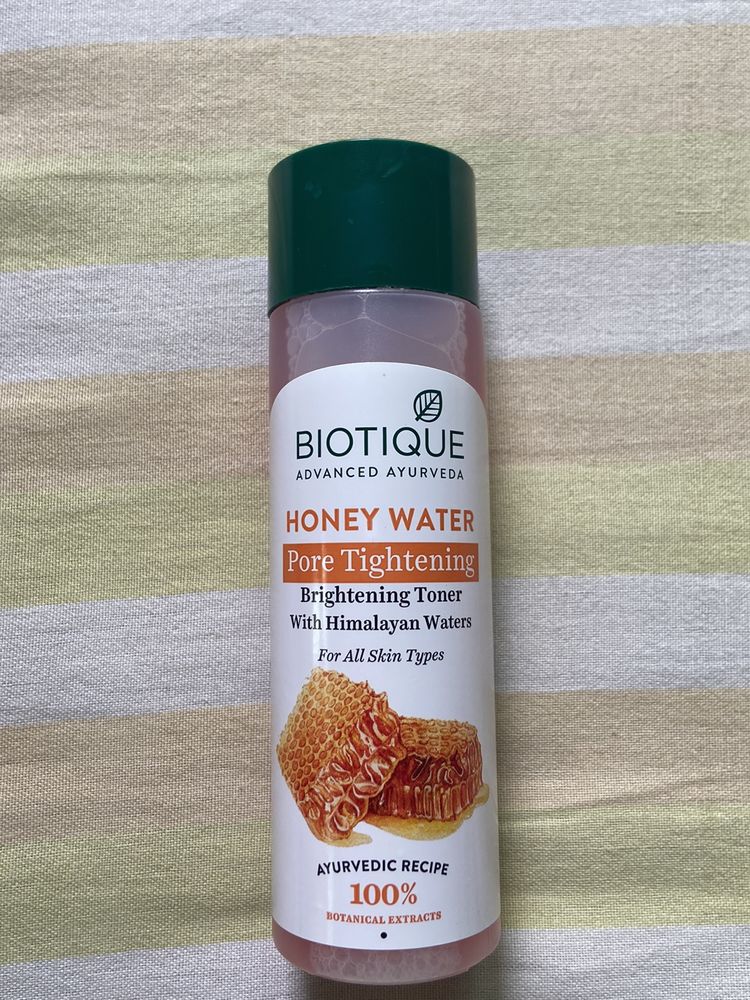 BIOTIQUE
ADVANCED AYURVEDA
HONEY WATER
Pore Tightening
Brightening Toner
With Himalayan Waters
For All Skin Types
AYURVEDIC RECIPE
100%
BOTANICAL EXTRACTS